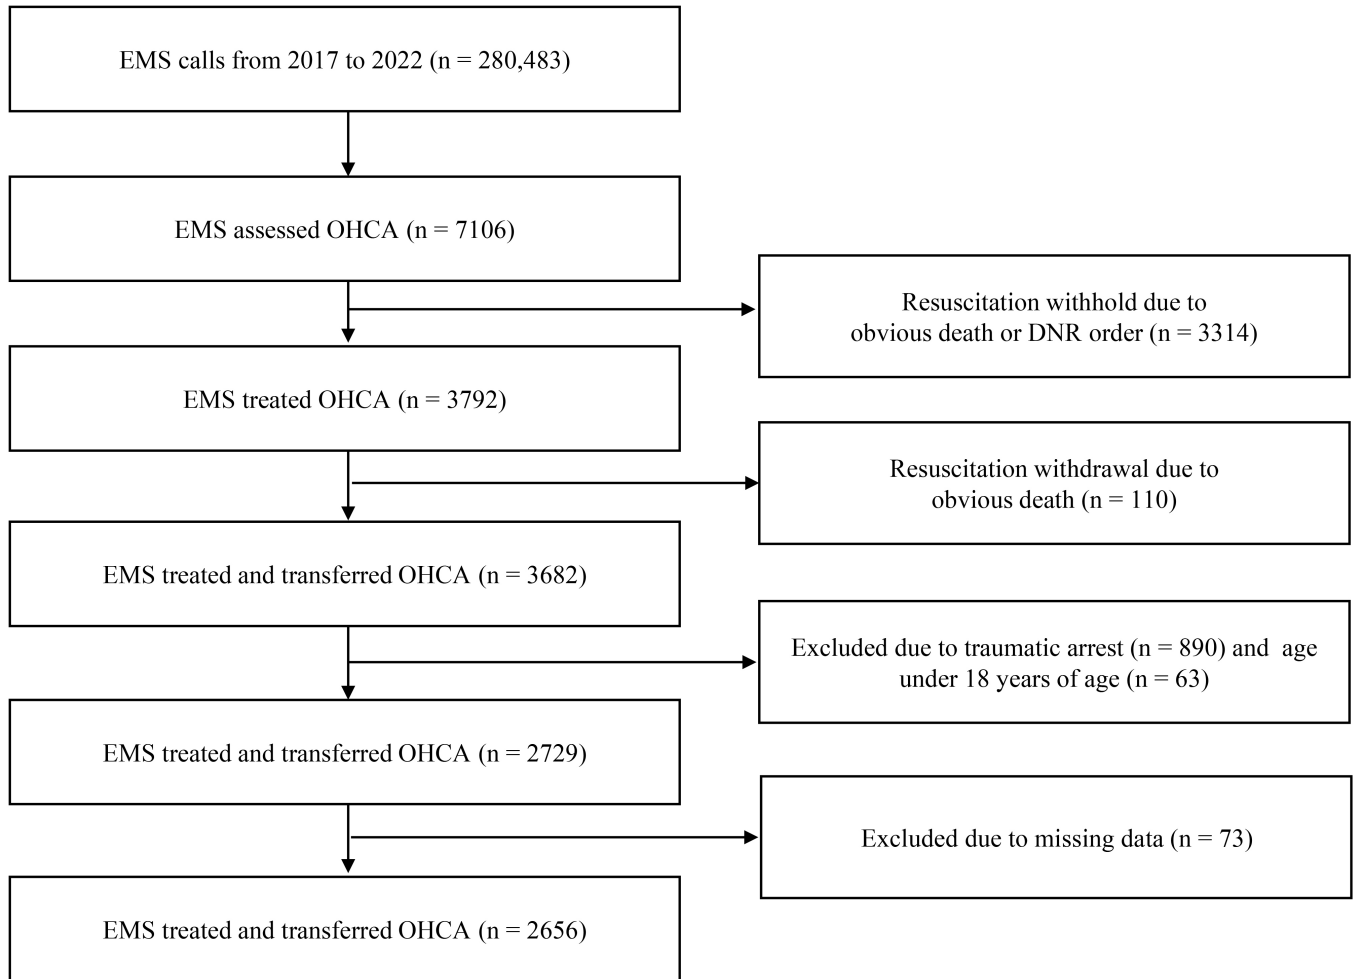 EMS calls from 2017 to 2022 (n = 280,483)
EMS assessed OHCA (n = 7106)
Resuscitation withhold due to
obvious death or DNR order (n = 3314)
EMS treated OHCA (n = 3792)
Resuscitation withdrawal due to
obvious death (n = 110)
EMS treated and transferred OHCA (n = 3682)
Excluded due to traumatic arrest (n = 890) and  age
under 18 years of age (n = 63)
EMS treated and transferred OHCA (n = 2729)
Excluded due to missing data (n = 73)
EMS treated and transferred OHCA (n = 2656)